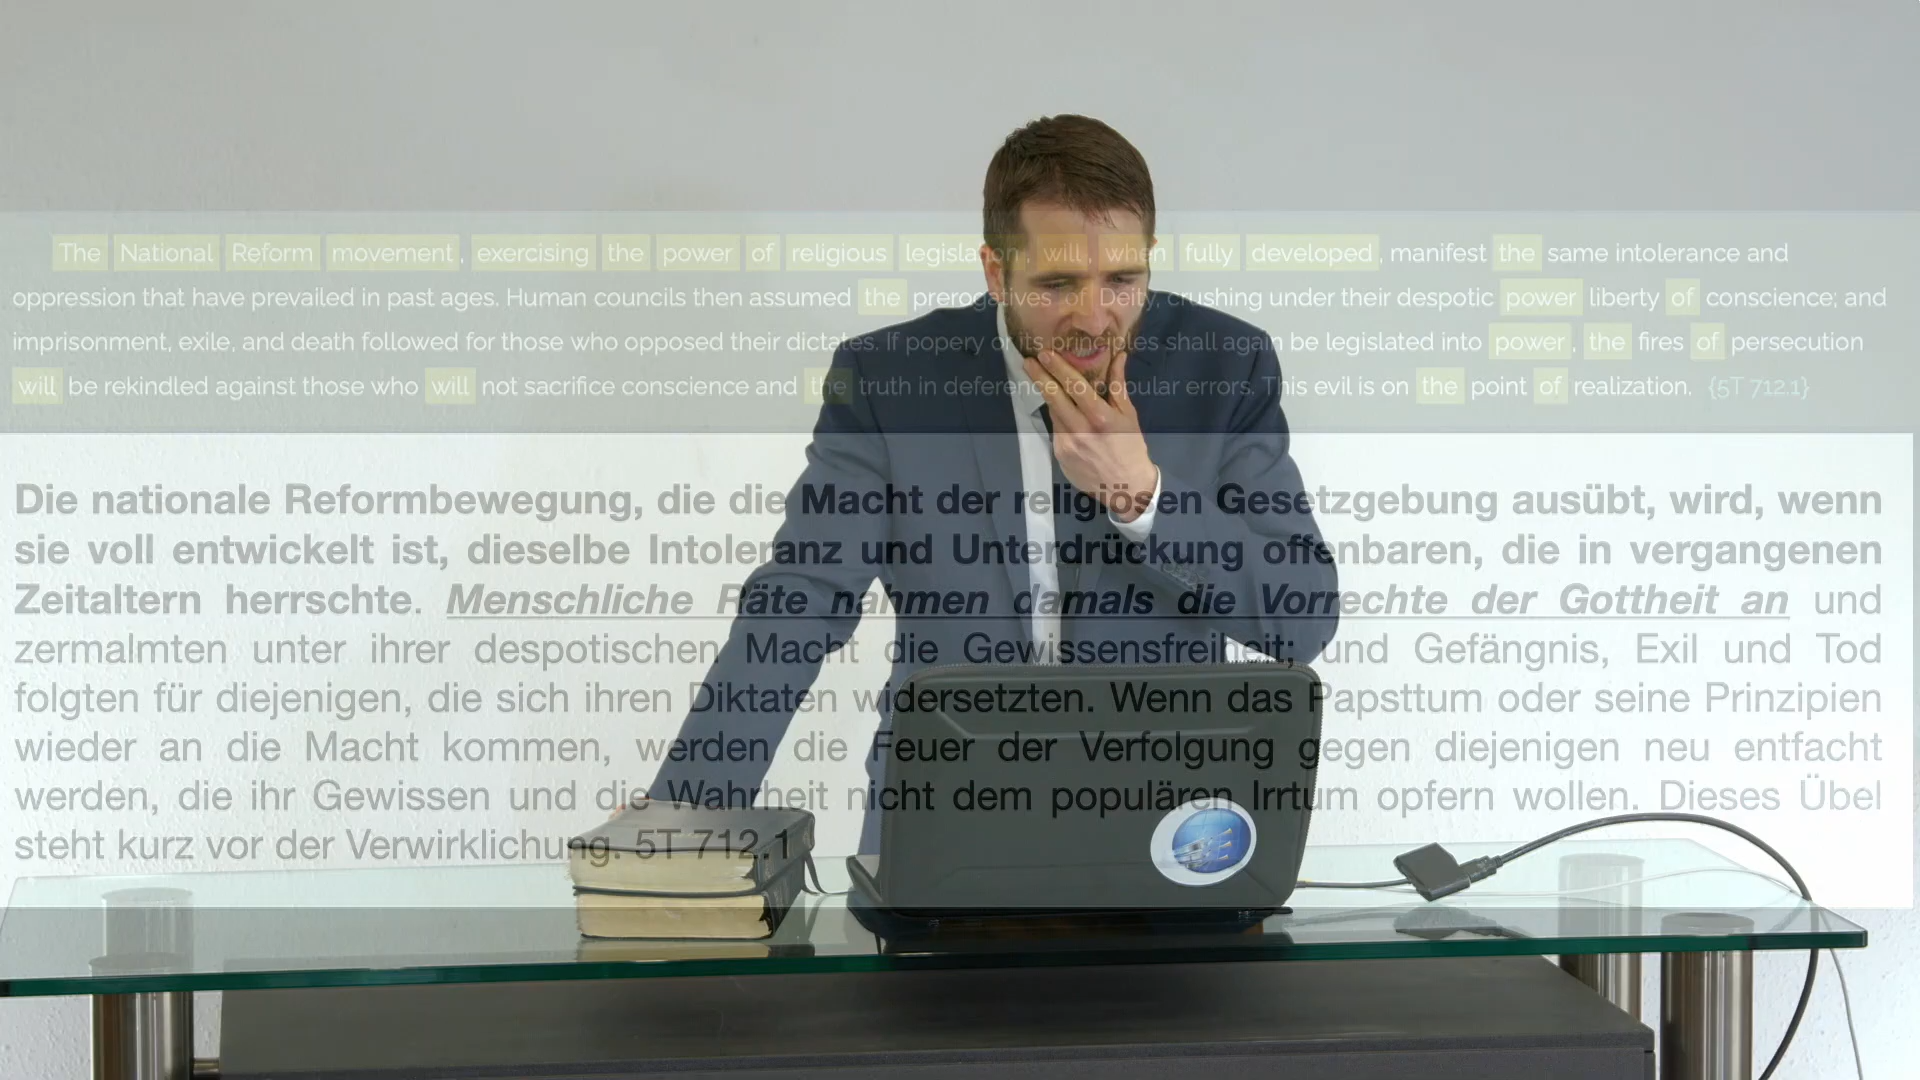 The National Reform movement, exercising the power of religious legislation, will, when fully developed, manifest the same intolerance and
oppression that have prevailed in past ages. Human councils then assumed the prerogatives of Deity, crushing under their despotic power liberty of conscience; and
imprisonment, exile, and death followed for those who opposed their dictates. If popery or its principles shall again be legislated into power, the fires of persecution
will be rekindled against those who will not sacrifice conscience and the truth in deference to popular errors. This evil is on the point of realization. {5T 712.1}
Die nationale Reformbewegung, die die Macht der religiösen Gesetzgebung ausübt, wird, wenn
sie voll entwickelt ist, dieselbe Intoleranz und Unterdrückung offenbaren, die in vergangenen
Zeitaltern herrschte. Menschliche Räte nahmen damals die Vorrechte der Gottheit an und
zermalmten unter ihrer despotischen Macht die Gewissensfreiheit; und Gefängnis, Exil und Tod
folgten für diejenigen, die sich ihren Diktaten widersetzten. Wenn das Papsttum oder seine Prinzipien
wieder an die Macht kommen, werden die Feuer der Verfolgung gegen diejenigen neu entfacht
werden, die ihr Gewissen und die Wahrheit nicht dem populären Irrtum opfern wollen. Dieses Übel
steht kurz vor der Verwirklichung. 5T 712.1